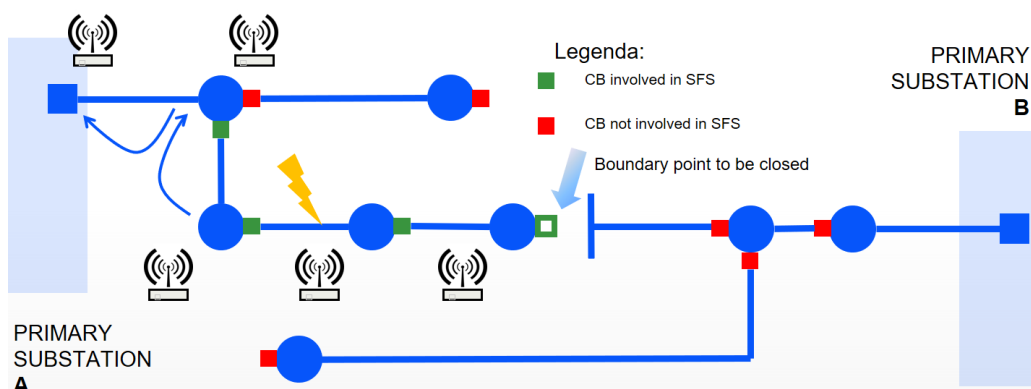 Legenda:
CB involved in SFS
CB not involved in SFS
Boundary point to be closed
PRIMARY
SUBSTATION
B
PRIMARY
SUBSTATION
A